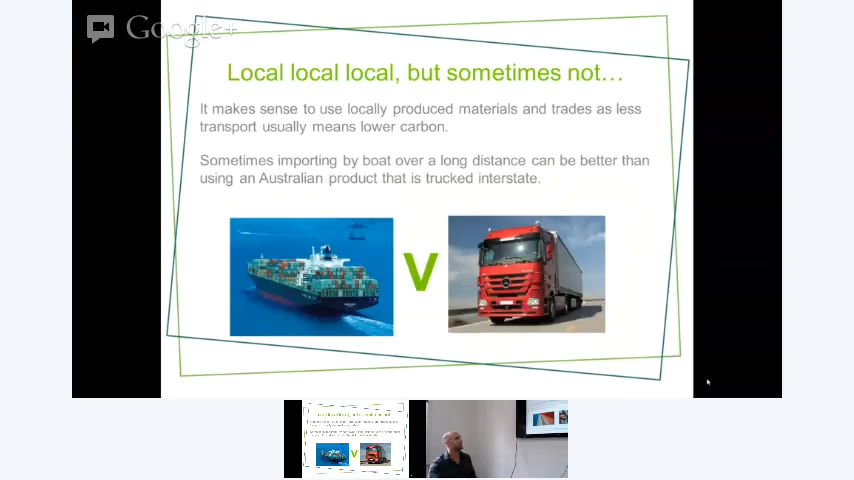 Google+
Local local local, but sometimes not…
It makes sense to use locally produced materials and trades as less
transport usually means lower carbon.
Sometimes importing by boat over a long distance can be better than
using an Australian product that is trucked interstate.
V
V